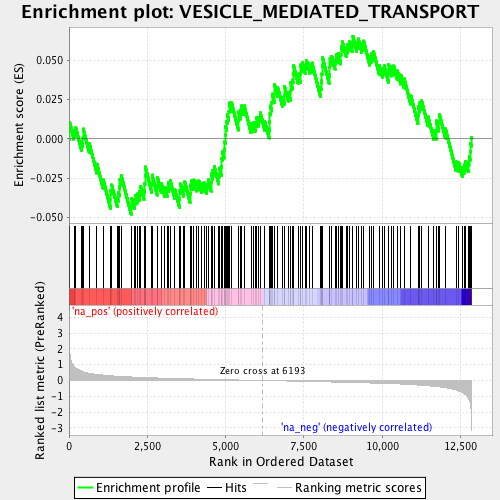 Enrichment plot: VESICLE_MEDIATED_TRANSPORT
Enrichment score (ES)
0.050
0.025
0.000
-0.025
-0.050
'na_pos' (positively correlated)
Ranked list metric (PreRanked)
4
3
2
1
0
-1
-2
-3
Zero cross at 6193
'na_neg' (negatively correlated)
0
2,500
5,000
7,500
10,000
12,500
Rank in Ordered Dataset
Enrichment profile
Hits
Ranking metric scores